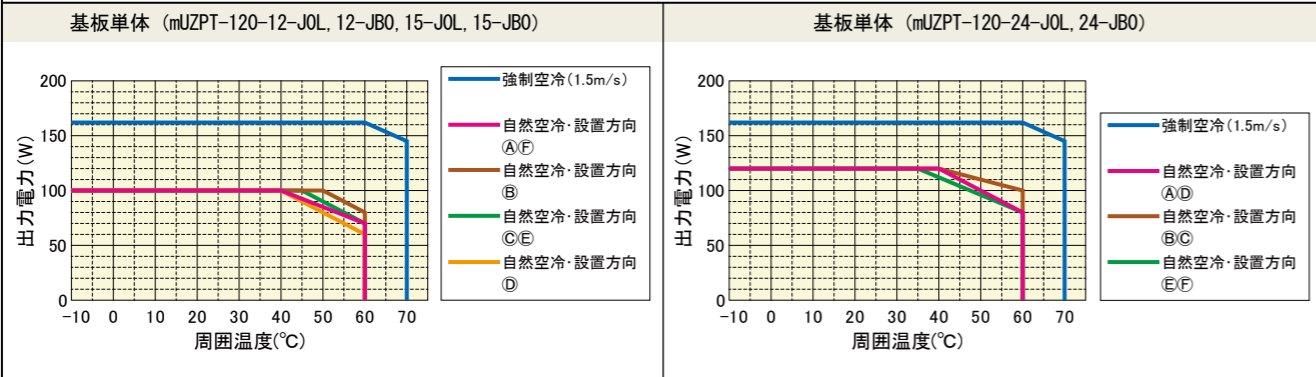 基板単体 (mUZPT-120-12-J0L, 12-JB0, 15-J0L, 15-JB0)
200
150
100
50
0
出力電力(W)
-10 0 10 20 30 40 50 60 70
周囲温度(℃)
強制空冷(1.5m/s)
自然空冷・設置方向
ⒶⒻ
自然空冷・設置方向
Ⓑ
自然空冷・設置方向
ⒸⒺ
自然空冷・設置方向
Ⓓ
基板単体 (mUZPT-120-24-J0L, 24-JB0)
200
150
100
50
0
出力電力(W)
-10 0 10 20 30 40 50 60 70
周囲温度(℃)
強制空冷(1.5m/s)
自然空冷・設置方向
ⒶⒹ
自然空冷・設置方向
ⒷⒸ
自然空冷・設置方向
ⒺⒻ